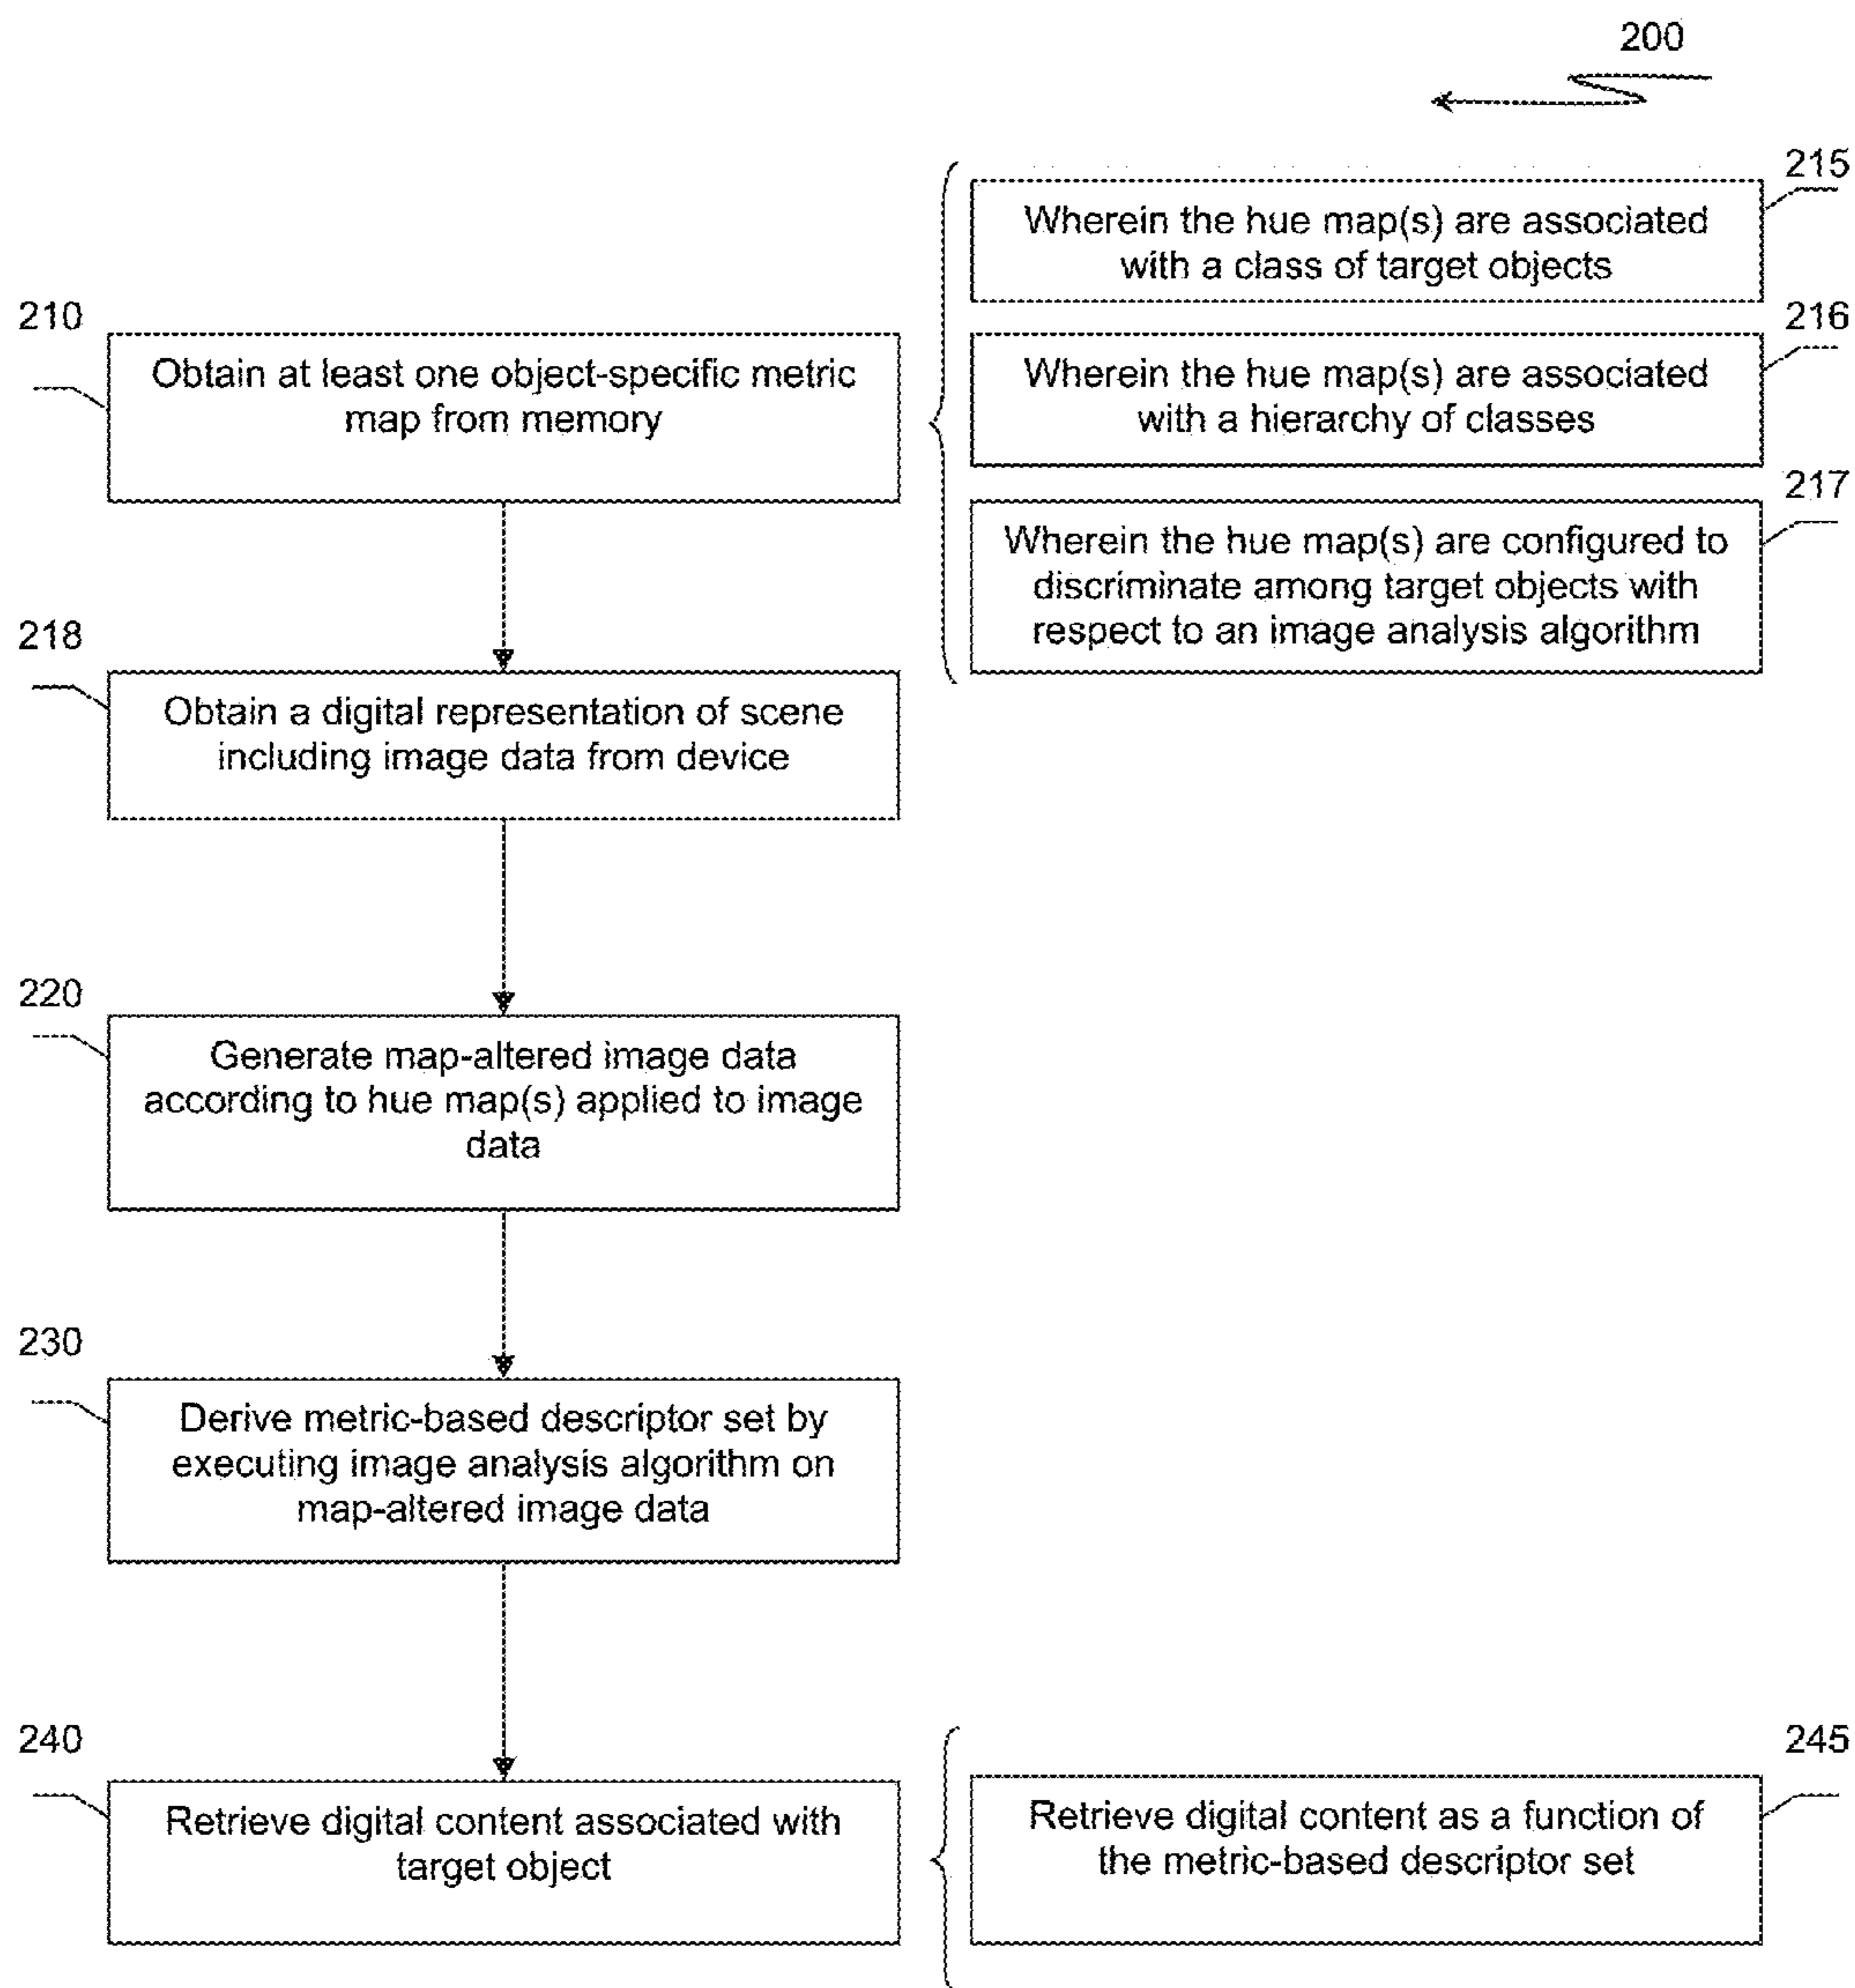 200
215
Wherein the hue map(s) are associated
with a class of target objects
210
Obtain at least one object-specific metric
map from memory
216
Wherein the hue map(s) are associated
with a hierarchy of classes
217
Wherein the hue map(s) are configured to
discriminate among target objects with
respect to an image analysis algorithm
218
Obtain a digital representation of scene
including image data from device
220
Generate map-altered image data
according to hue map(s) applied to image
data
230
Derive metric-based descriptor set by
executing image analysis algorithm on
map-altered image data
240
Retrieve digital content associated with
target object
245
Retrieve digital content as a function of
the metric-based descriptor set